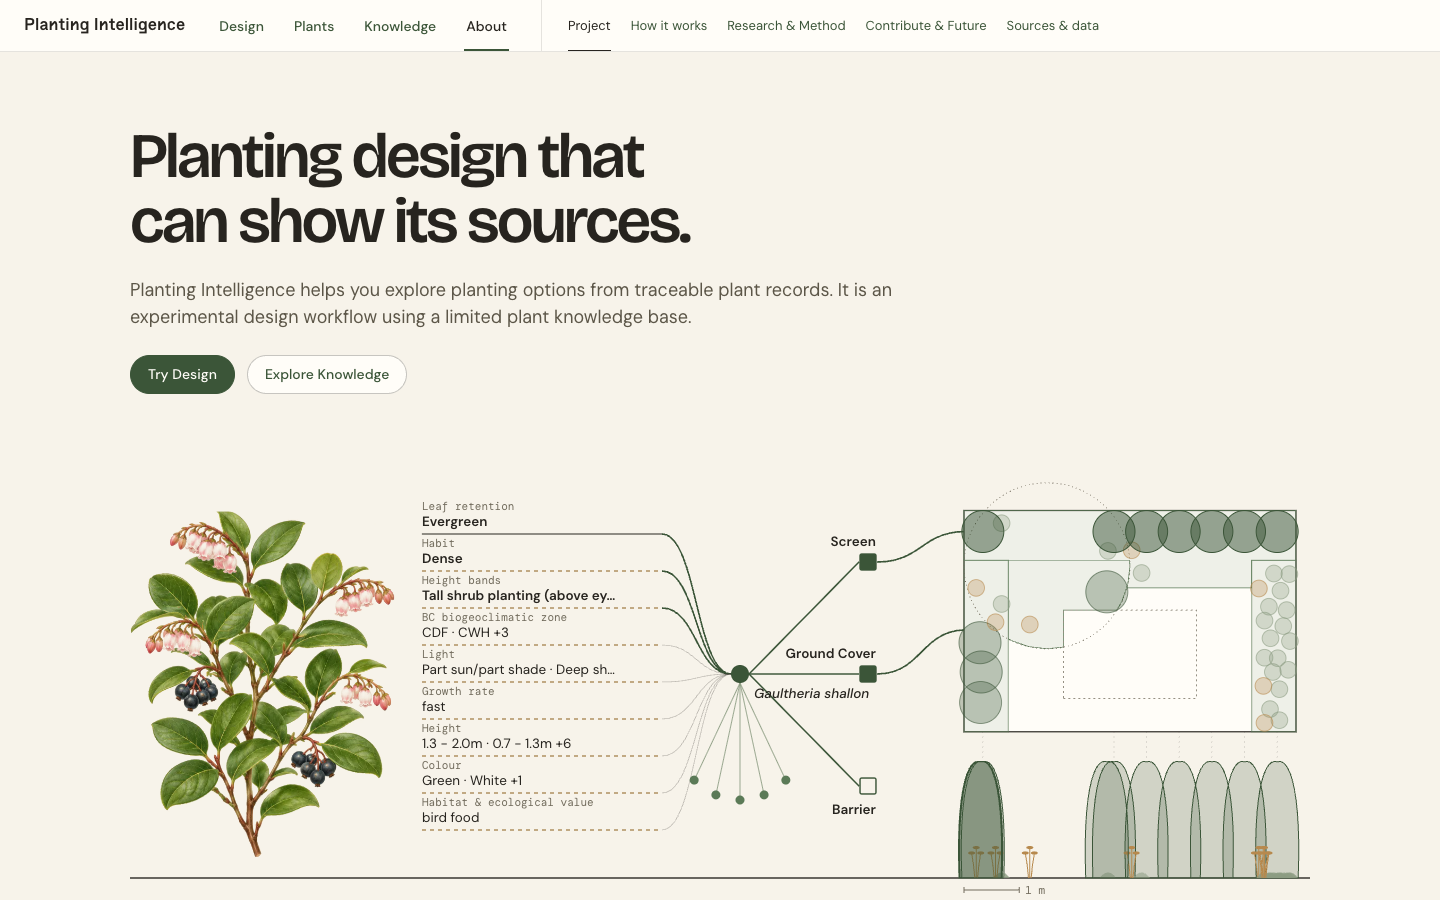 Planting Intelligence
Design
Plants
Knowledge
About
Project
How it works
Research & Method
Contribute & Future
Sources & data
Planting design that
can show its sources.
Planting Intelligence helps you explore planting options from traceable plant records. It is an
experimental design workflow using a limited plant knowledge base.
Try Design
Explore Knowledge
Leaf retention
Evergreen
Habit
Dense
Height bands
Tall shrub planting (above ey…
BC biogeoclimatic zone
CDF · CWH +3
Light
Part sun/part shade · Deep sh…
Growth rate
fast
Height
1.3 – 2.0m · 0.7 – 1.3m +6
Colour
Green · White +1
Habitat & ecological value
bird food
Screen
Ground Cover
Gaultheria shallon
Barrier
1 m